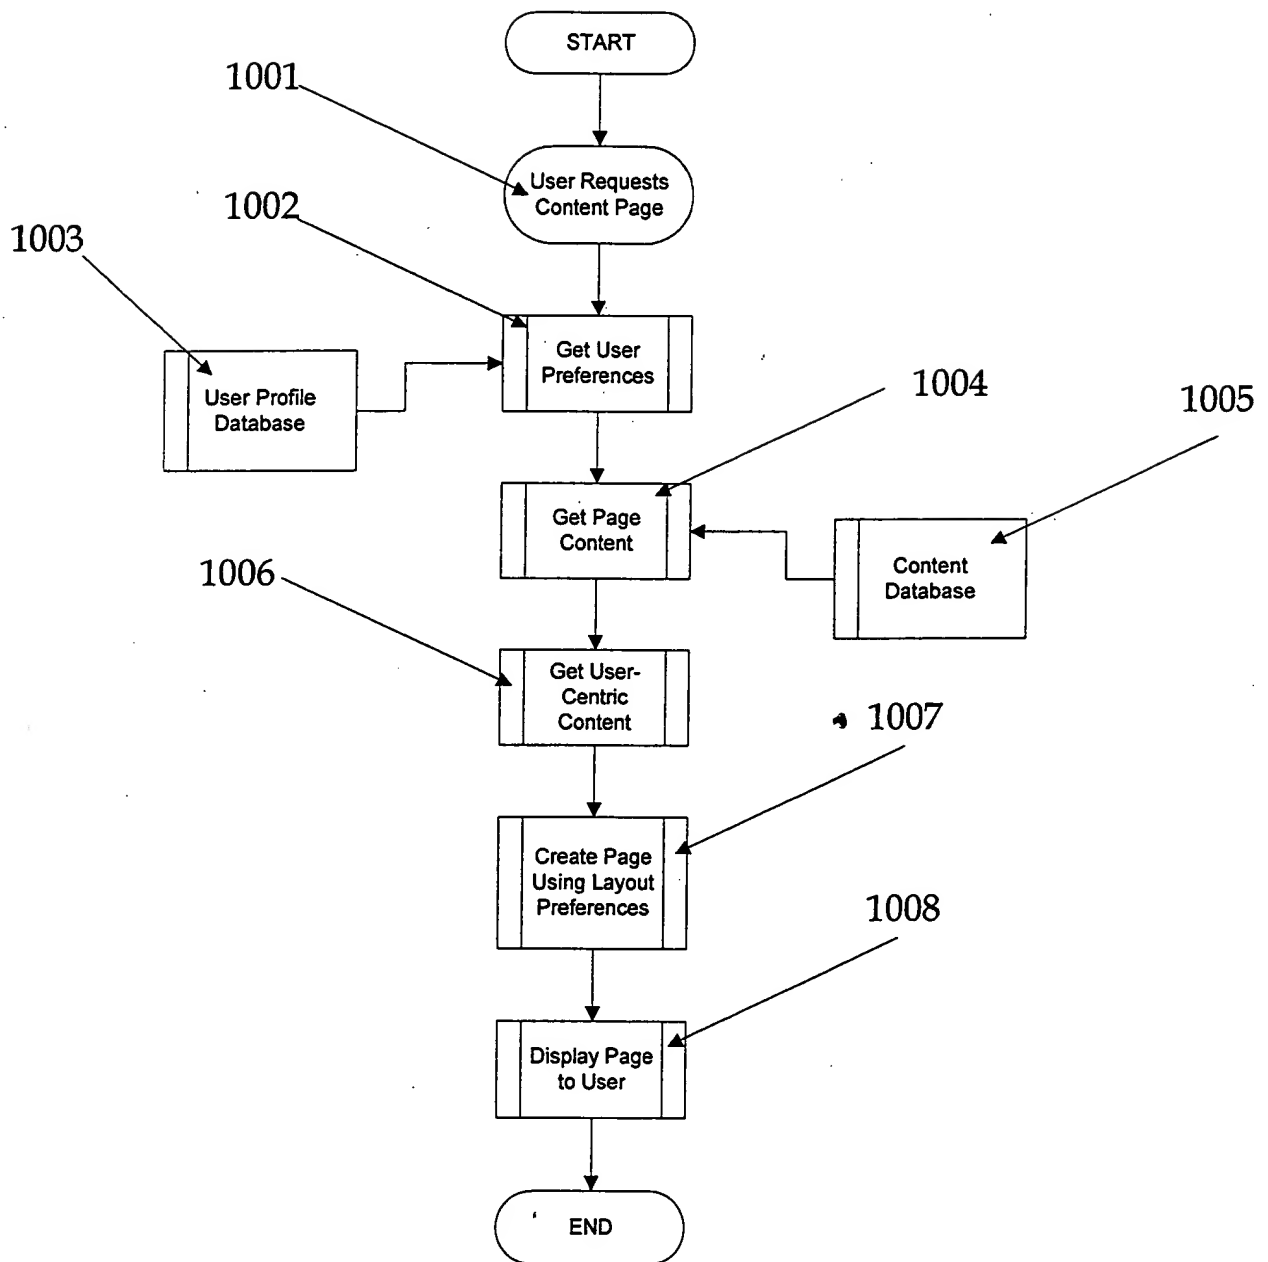 START
1001
User Requests
Content Page
1002
1003
Get User
Preferences
User Profile
Database
1004
1005
Get Page
Content
Content
Database
1006
Get User-
Centric
Content
1007
Create Page
Using Layout
Preferences
1008
Display Page
to User
END